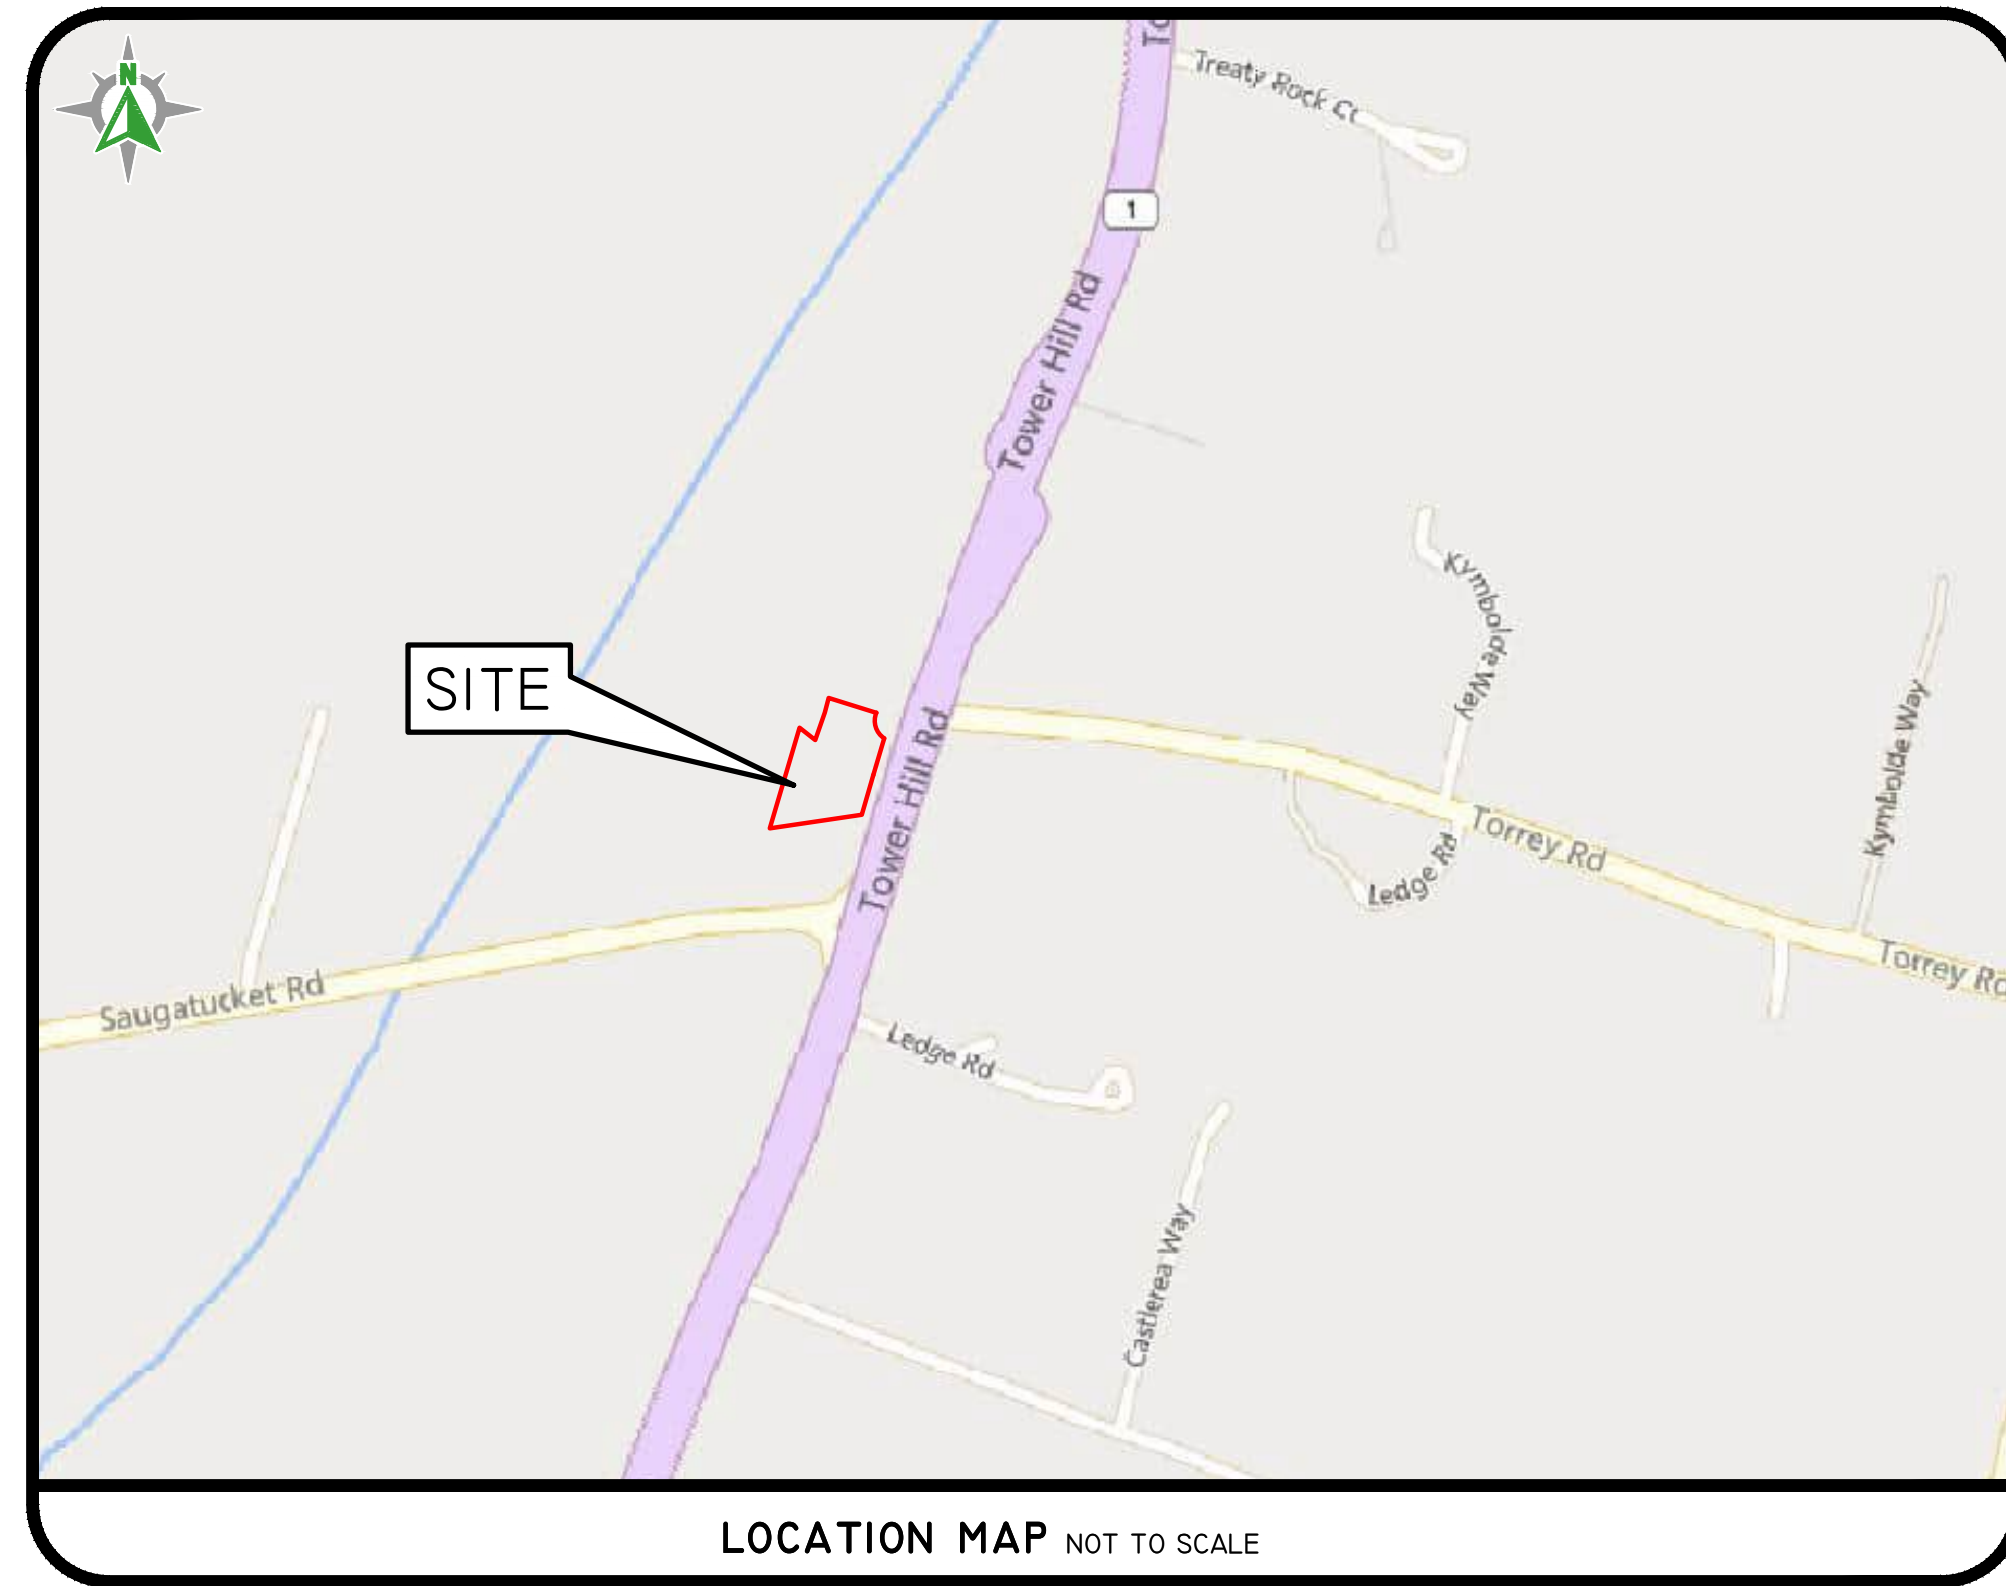 N
To
Treaty Rock Ct
1
Tower Hill Rd
Kymbolde Way
SITE
Kymbolde Way
Tower Hill Rd
Torrey Rd
Ledge Rd
Torrey Rd
Saugatucket Rd
Ledge Rd
Castlerea Way
LOCATION MAP NOT TO SCALE